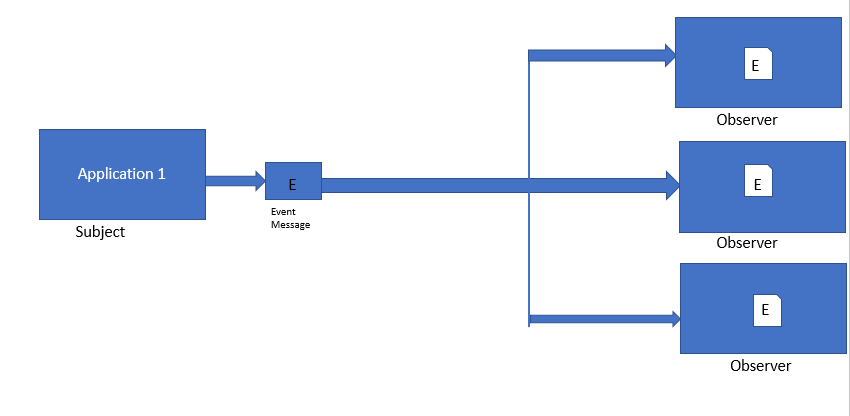 E
Observer
Application 1
Subject
E
Event
Message
E
Observer
E
Observer